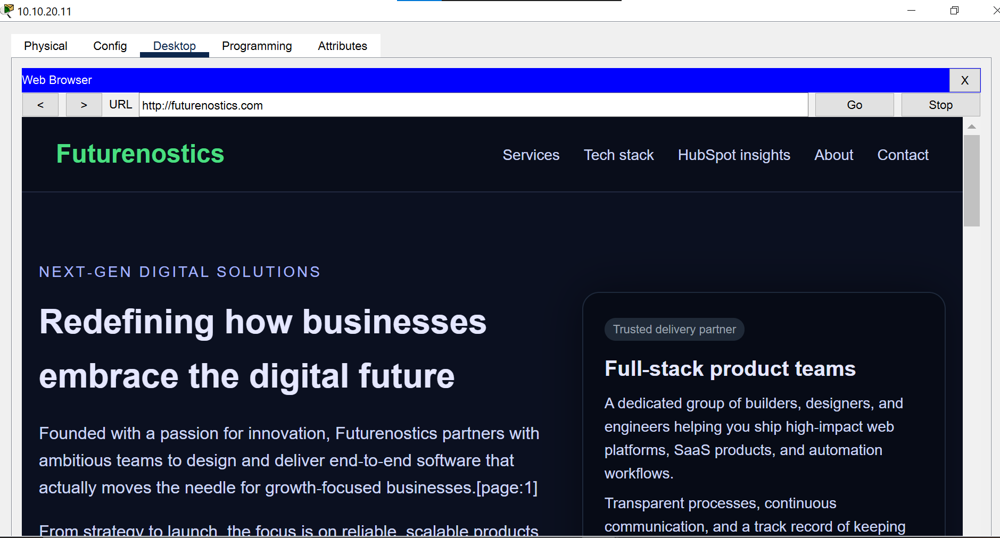 10.10.20.11
Physical Config Desktop Programming Attributes
Web Browser X
< > URL http://futurenostics.com Go Stop
Futurenostics Services Tech stack HubSpot insights About Contact
NEXT-GEN DIGITAL SOLUTIONS
Redefining how businesses
embrace the digital future
Founded with a passion for innovation, Futurenostics partners with
ambitious teams to design and deliver end-to-end software that
actually moves the needle for growth-focused businesses.[page:1]
From strategy to launch, the focus is on reliable, scalable products
Trusted delivery partner
Full-stack product teams
A dedicated group of builders, designers, and
engineers helping you ship high-impact web
platforms, SaaS products, and automation
workflows.
Transparent processes, continuous
communication, and a track record of keeping